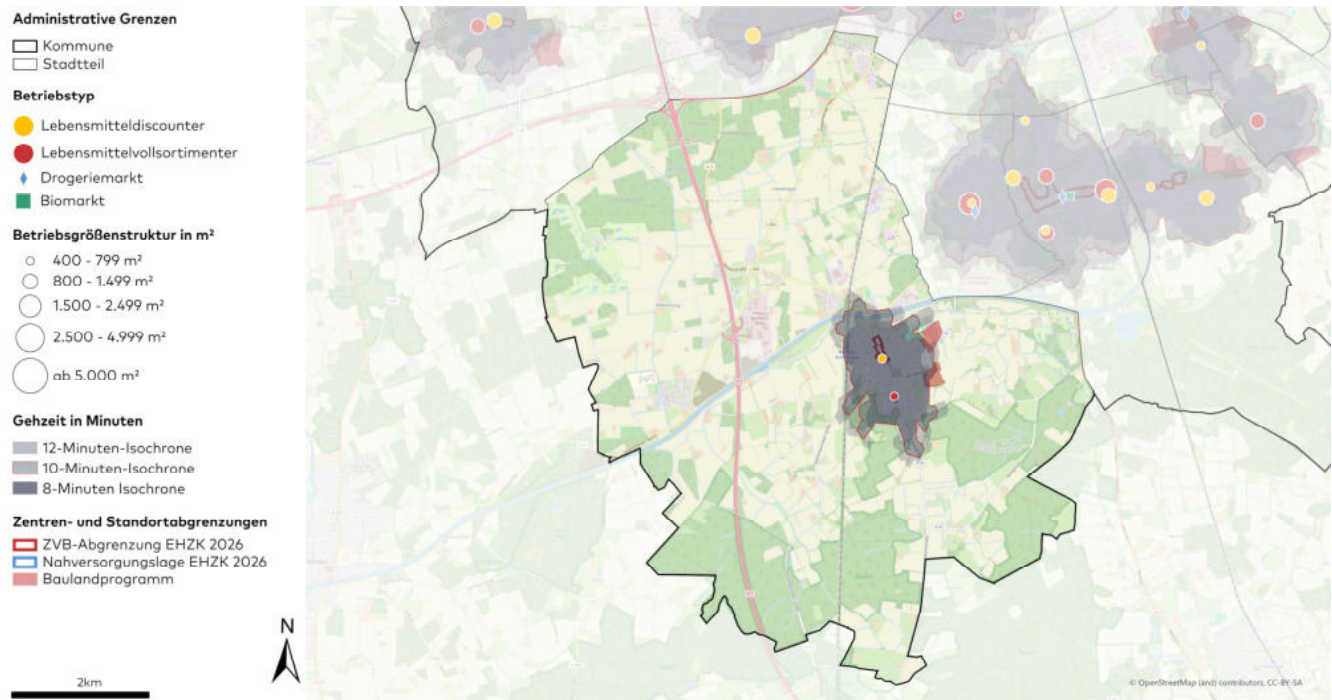 Administrative Grenzen
Kommune
Stadtteil
Betriebstyp
Lebensmitteldiscounter
Lebensmittelvollsortimenter
Drogeriemarkt
Biomarkt
Betriebsgrößenstruktur in m²
400 - 799 m²
800 - 1.499 m²
1.500 - 2.499 m²
2.500 - 4.999 m²
ab 5.000 m²
Gehzeit in Minuten
12-Minuten-Isochrone
10-Minuten-Isochrone
8-Minuten Isochrone
Zentren- und Standortabgrenzungen
ZVB-Abgrenzung EHZK 2026
Nahversorgungslage EHZK 2026
Baulandprogramm
N
2km
© OpenStreetMap (and) contributors, CC-BY-SA